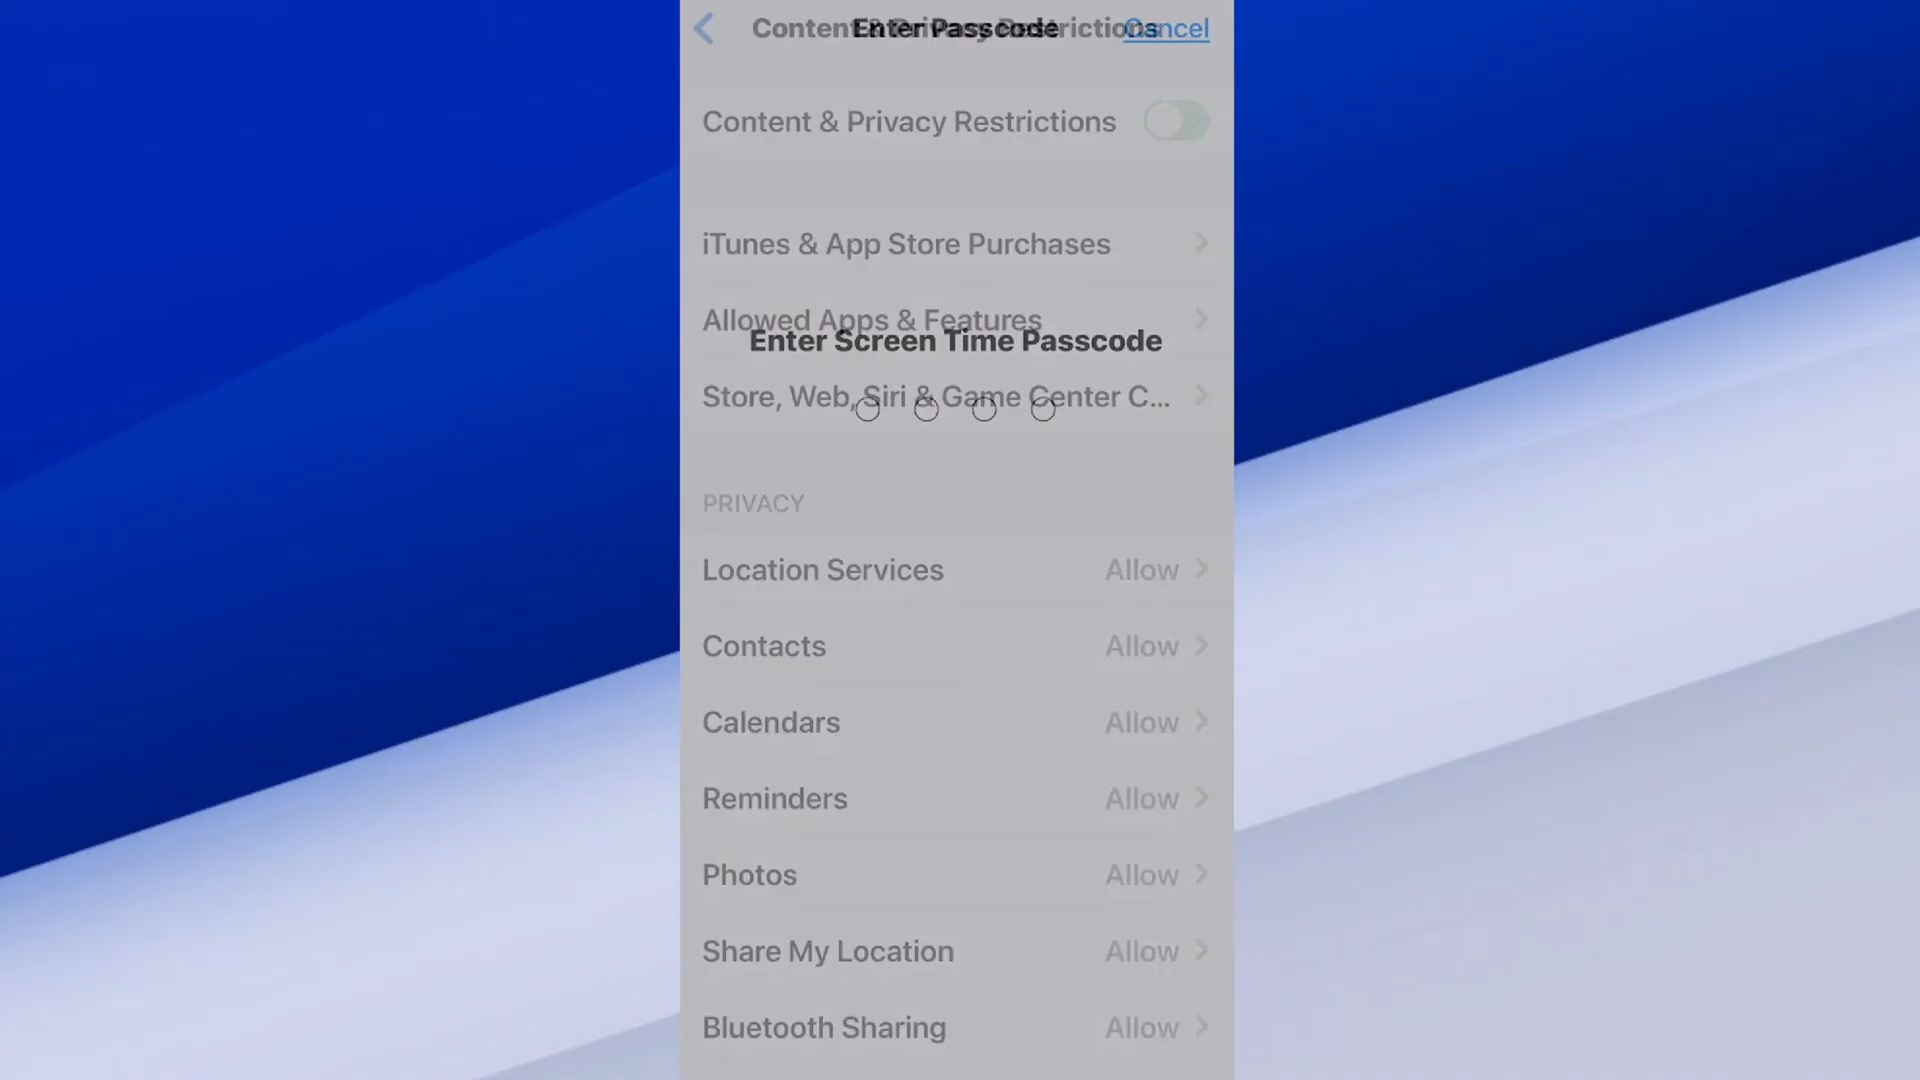 Content & Privacy Restrictions
Enter Passcode
Cancel
Content & Privacy Restrictions
iTunes & App Store Purchases
Allowed Apps & Features
Enter Screen Time Passcode
Store, Web, Siri & Game Center C...
PRIVACY
Location Services Allow
Contacts Allow
Calendars Allow
Reminders Allow
Photos Allow
Share My Location Allow
Bluetooth Sharing Allow